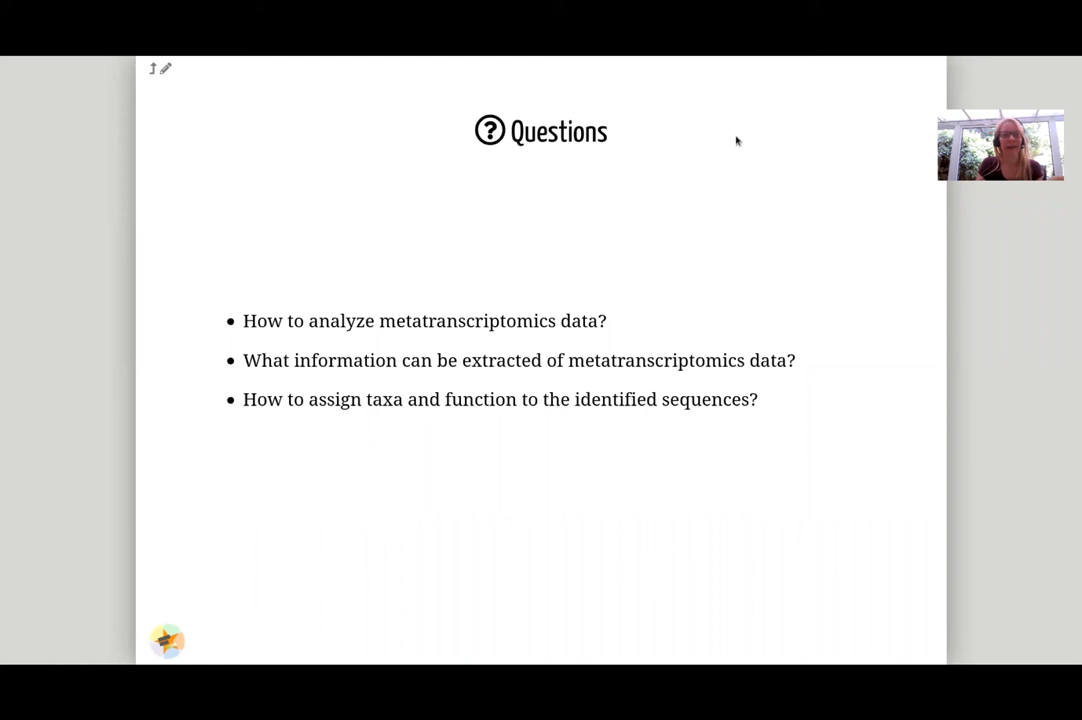 Questions
How to analyze metatranscriptomics data?
What information can be extracted of metatranscriptomics data?
How to assign taxa and function to the identified sequences?